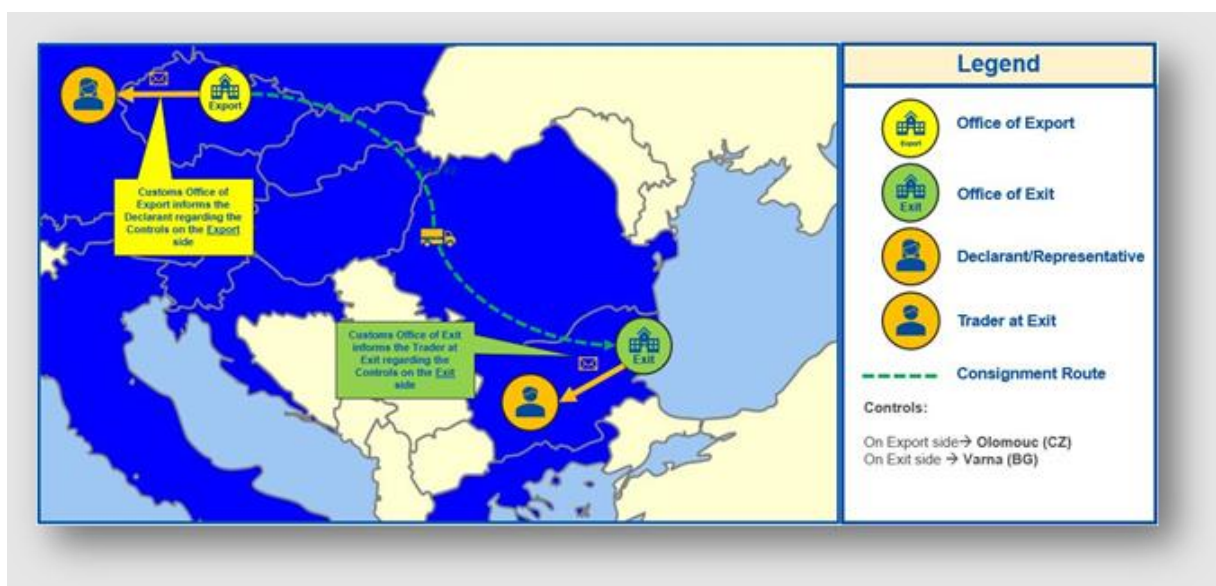 Export
Customs Office of
Export informs the
Declarant regarding the
Controls on the Export
side
Customs Office of Exit
informs the Trader at
Exit regarding the
Controls on the Exit
side
Exit
Legend
Export
Office of Export
Exit
Office of Exit
Declarant/Representative
Trader at Exit
Consignment Route
Controls:
On Export side→ Olomouc (CZ)
On Exit side → Varna (BG)